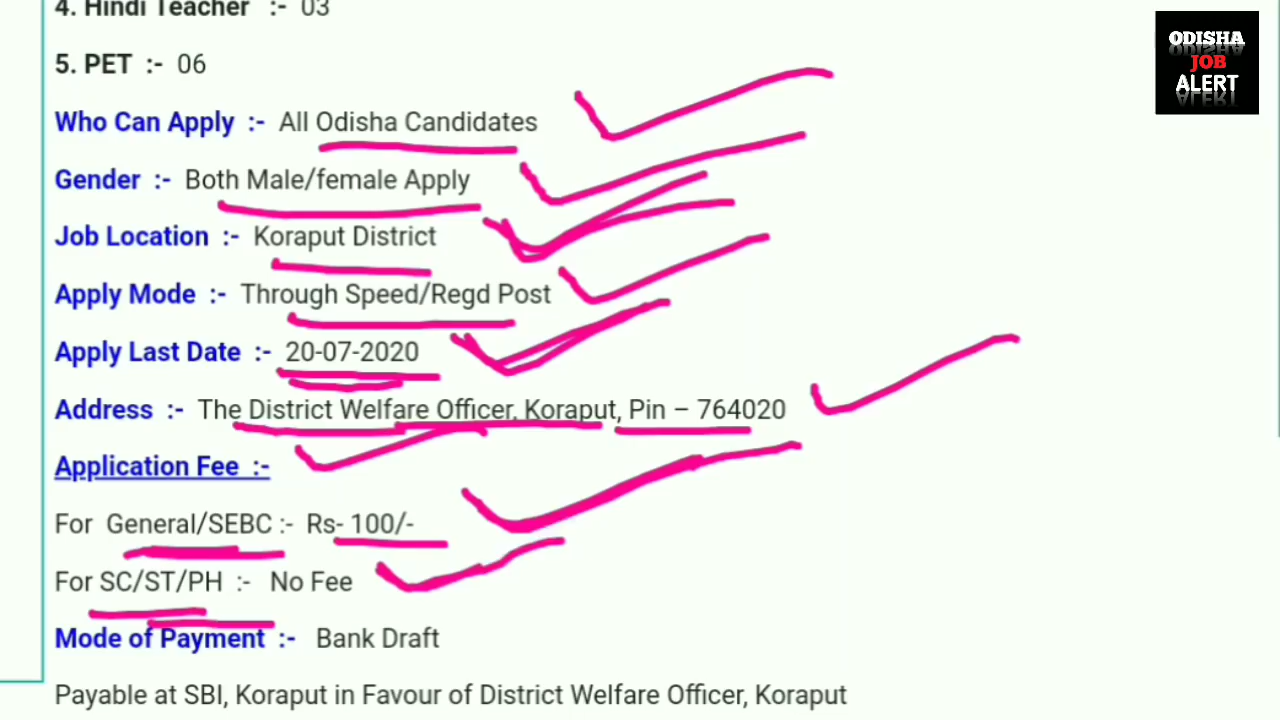 4. Hindi Teacher :- 03
5. PET :- 06
Who Can Apply :- All Odisha Candidates
Gender :- Both Male/female Apply
Job Location :- Koraput District
Apply Mode :- Through Speed/Regd Post
Apply Last Date :- 20-07-2020
Address :- The District Welfare Officer, Koraput, Pin – 764020
Application Fee :-
For General/SEBC :- Rs- 100/-
For SC/ST/PH :- No Fee
Mode of Payment :- Bank Draft
Payable at SBI, Koraput in Favour of District Welfare Officer, Koraput
ODISHA
JOB
ALERT